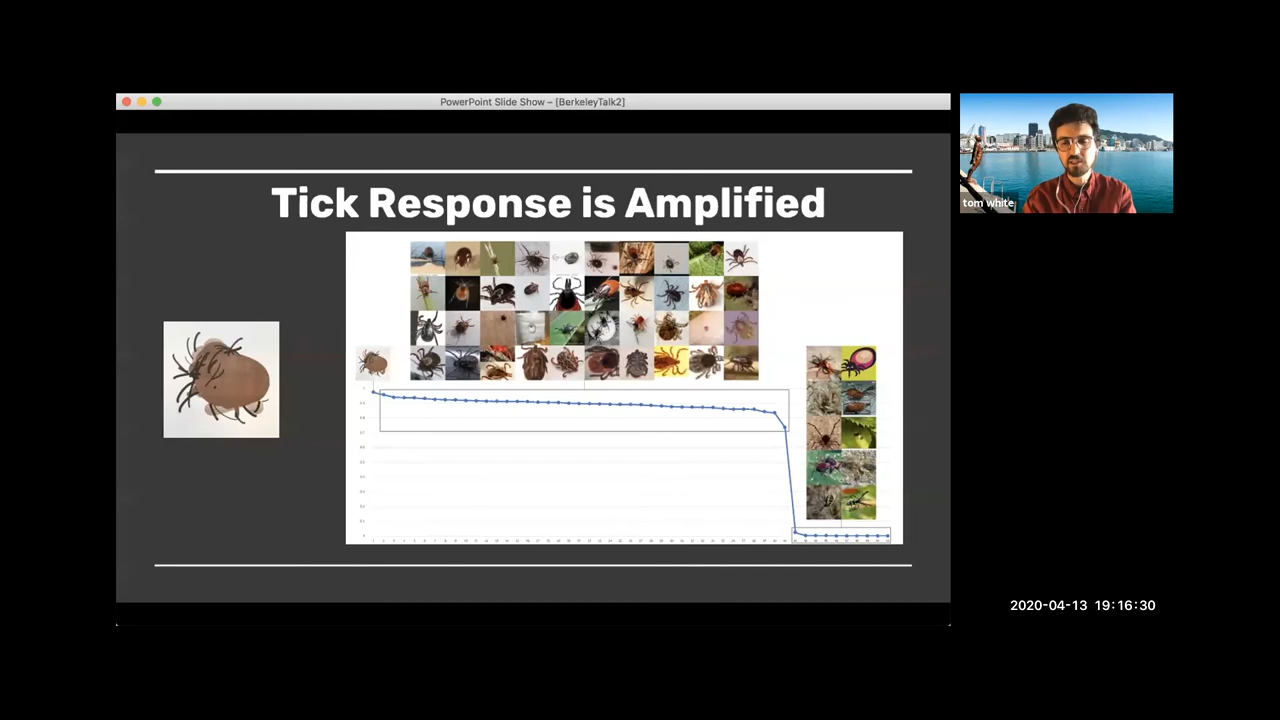 PowerPoint Slide Show – [BerkeleyTalk2]
Tick Response is Amplified
tom white
2020-04-13 19:16:30